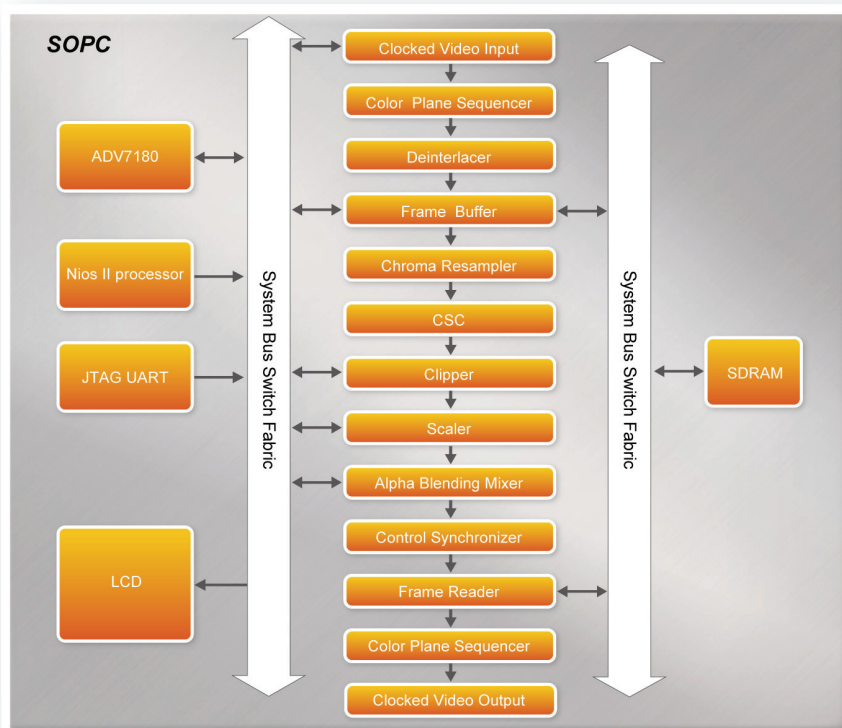 SOPC
Clocked Video Input
Color Plane Sequencer
ADV7180
Deinterlacer
Frame Buffer
Nios II processor
System Bus Switch Fabric
Chroma Resampler
System Bus Switch Fabric
CSC
JTAG UART
Clipper
SDRAM
Scaler
Alpha Blending Mixer
Control Synchronizer
LCD
Frame Reader
Color Plane Sequencer
Clocked Video Output